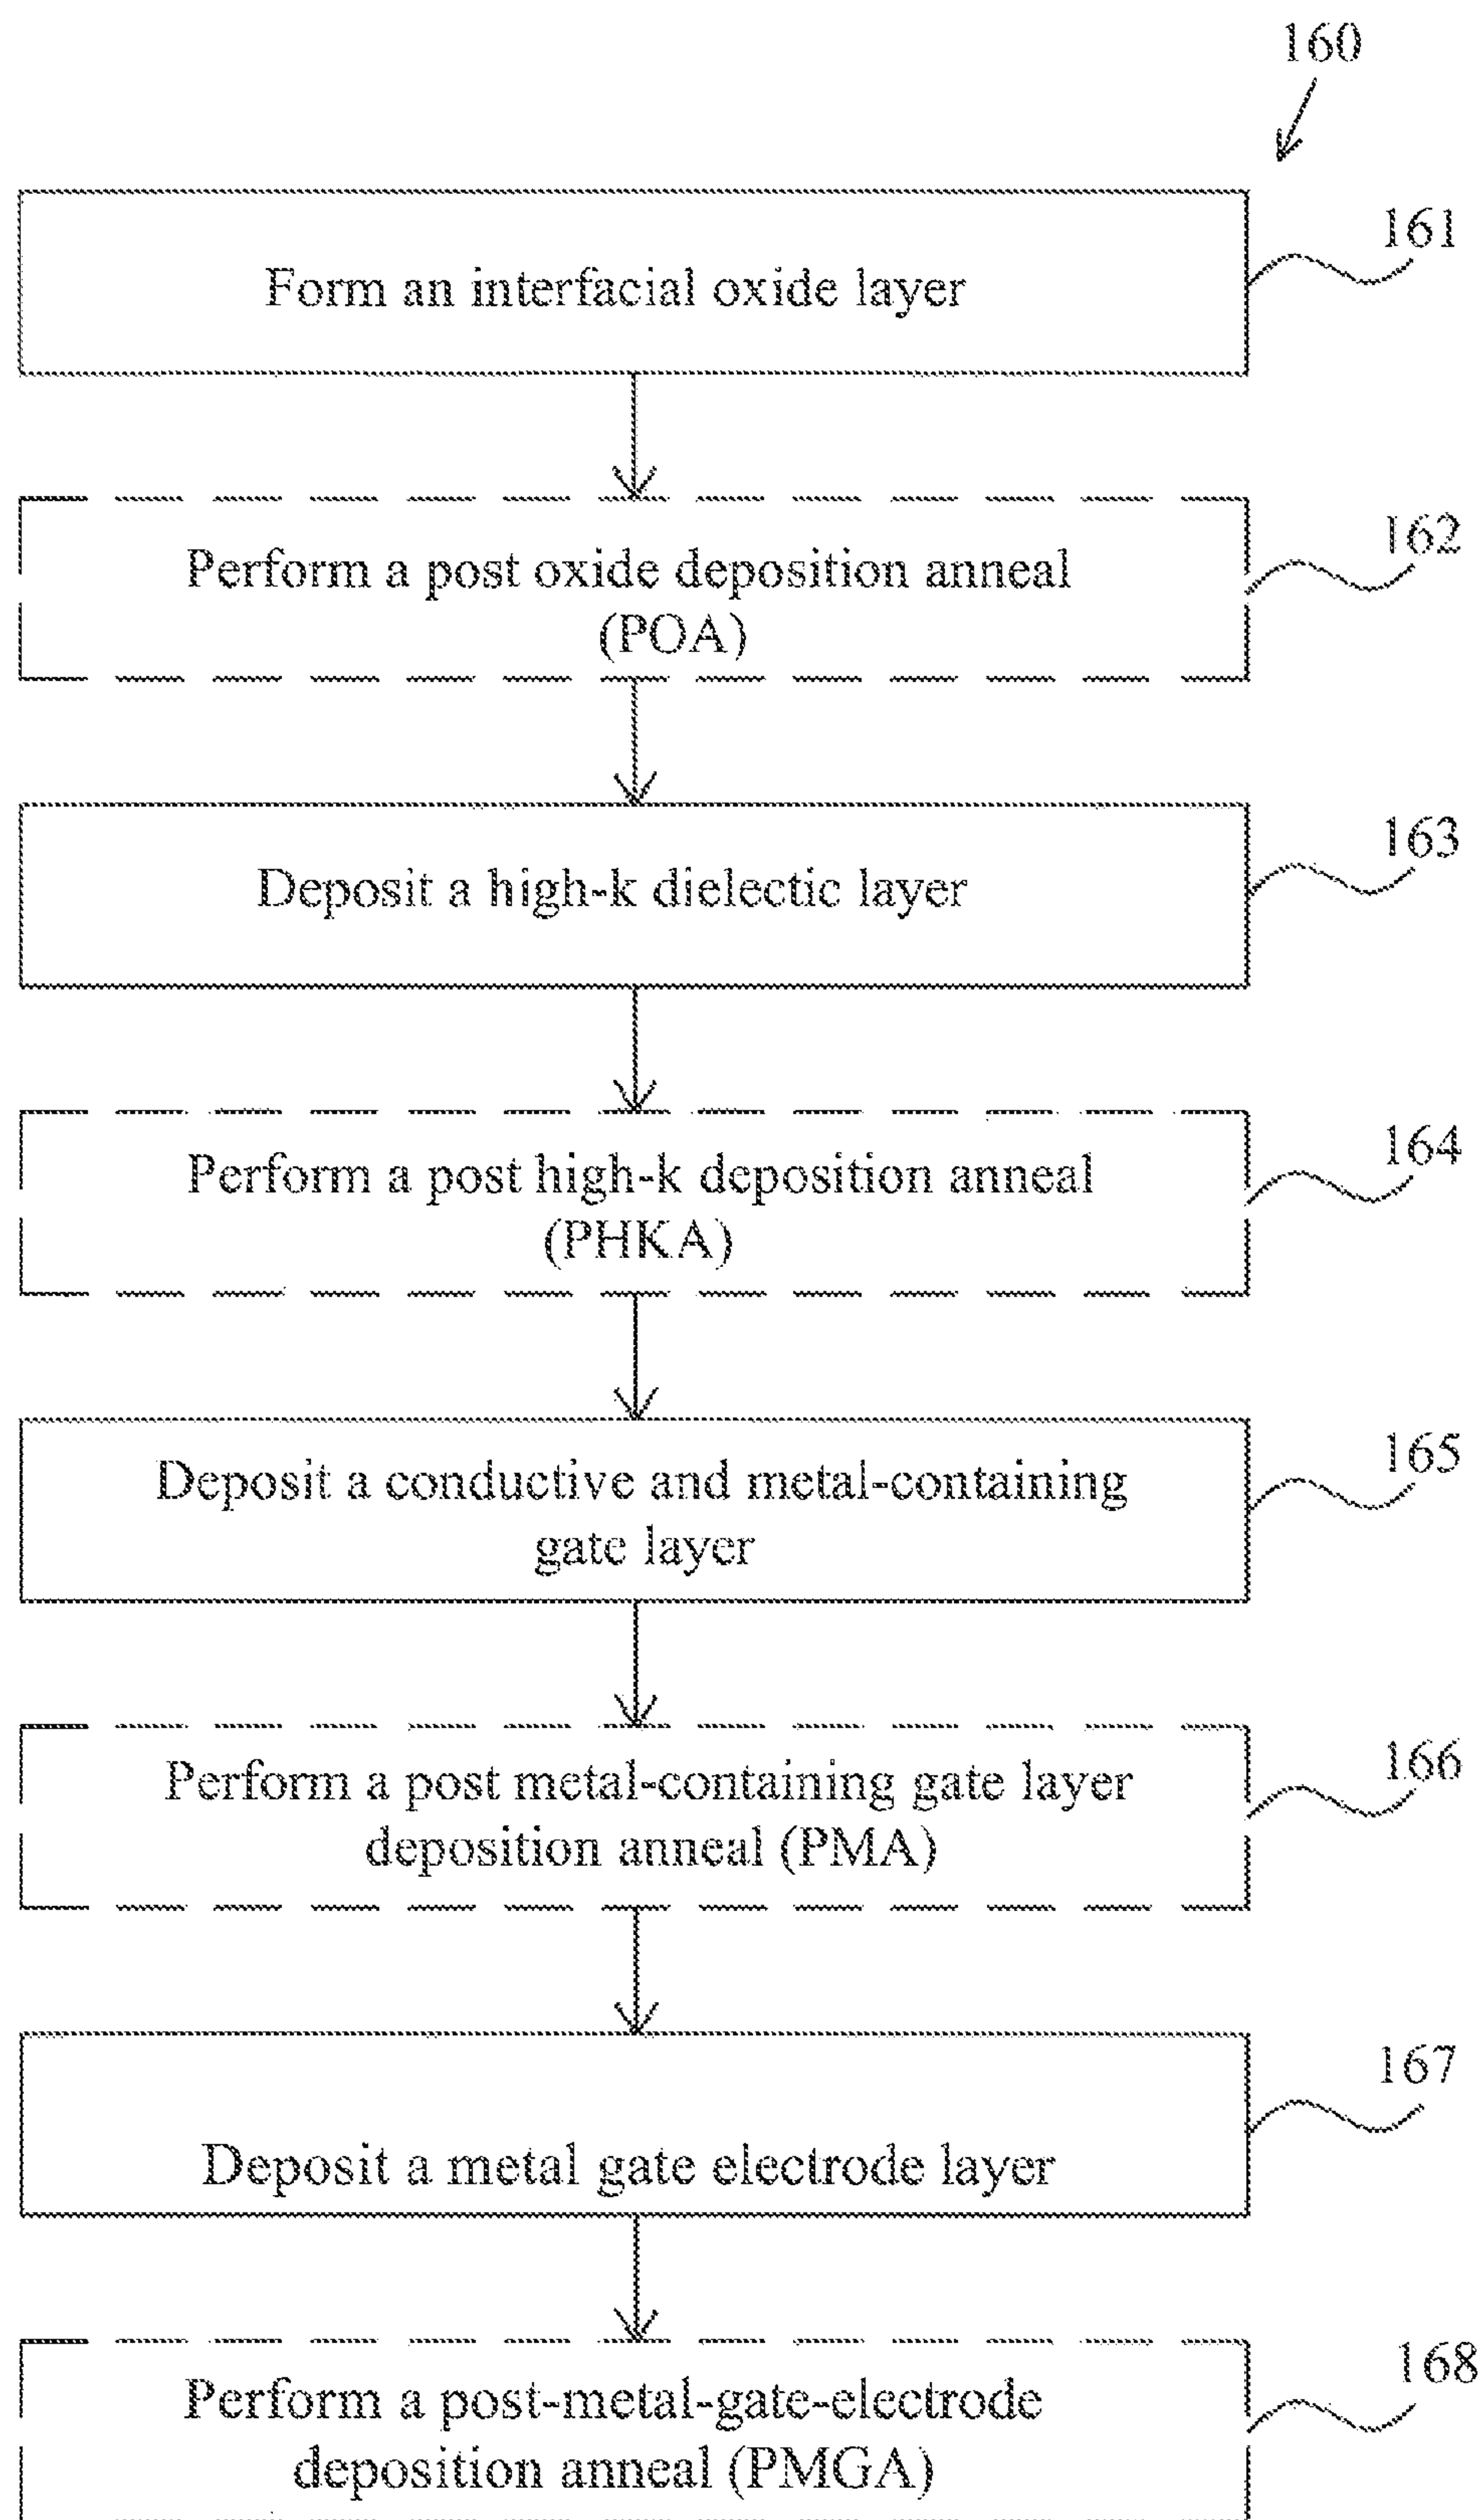 160
161
Form an interfacial oxide layer
162
Perform a post oxide deposition anneal
(POA)
163
Deposit a high-k dielectic layer
164
Perform a post high-k deposition anneal
(PHKA)
165
Deposit a conductive and metal-containing
gate layer
166
Perform a post metal-containing gate layer
deposition anneal (PMA)
167
Deposit a metal gate electrode layer
168
Perform a post-metal-gate-electrode
deposition anneal (PMGA)